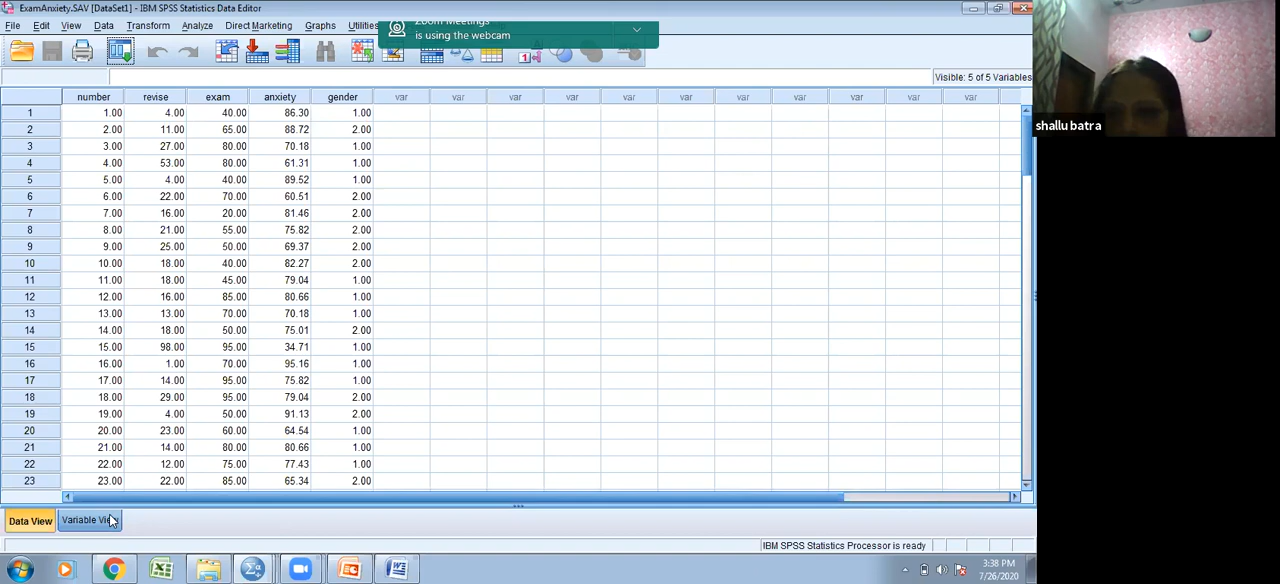 ExamAnxiety.SAV [DataSet1] - IBM SPSS Statistics Data Editor
File Edit View Data Transform Analyze Direct Marketing Graphs Utilities
Zoom Meetings
is using the webcam
Visible: 5 of 5 Variables
number revise exam anxiety gender var var var var var var var var var var var
1 1.00 4.00 40.00 86.30 1.00
2 2.00 11.00 65.00 88.72 2.00
3 3.00 27.00 80.00 70.18 1.00
4 4.00 53.00 80.00 61.31 1.00
5 5.00 4.00 40.00 89.52 1.00
6 6.00 22.00 70.00 60.51 2.00
7 7.00 16.00 20.00 81.46 2.00
8 8.00 21.00 55.00 75.82 2.00
9 9.00 25.00 50.00 69.37 2.00
10 10.00 18.00 40.00 82.27 2.00
11 11.00 18.00 45.00 79.04 1.00
12 12.00 16.00 85.00 80.66 1.00
13 13.00 13.00 70.00 70.18 1.00
14 14.00 18.00 50.00 75.01 2.00
15 15.00 98.00 95.00 34.71 1.00
16 16.00 1.00 70.00 95.16 1.00
17 17.00 14.00 95.00 75.82 1.00
18 18.00 29.00 95.00 79.04 2.00
19 19.00 4.00 50.00 91.13 2.00
20 20.00 23.00 60.00 64.54 1.00
21 21.00 14.00 80.00 80.66 1.00
22 22.00 12.00 75.00 77.43 1.00
23 23.00 22.00 85.00 65.34 2.00
Data View Variable View
IBM SPSS Statistics Processor is ready
3:38 PM
7/26/2020
shallu batra